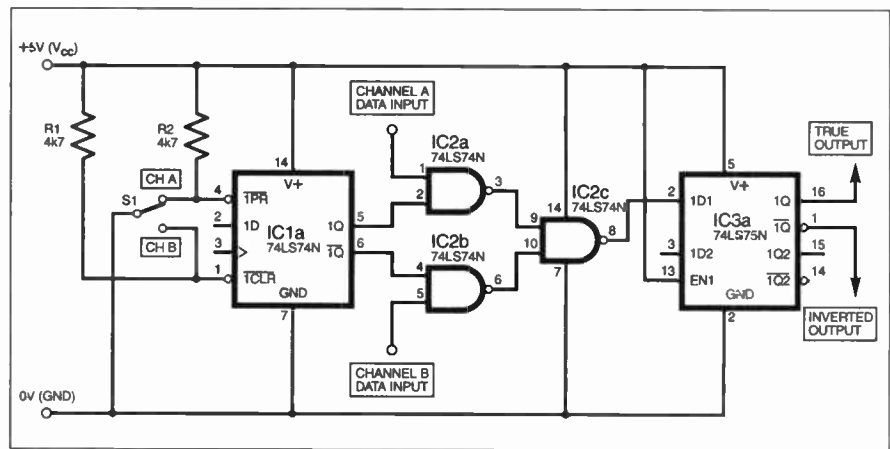 +5V (VCC)
R1
4k7
R2
4k7
CH A
S1
CH B
14
V+
4
1PR
2
1D
3
1
1CLR
IC1a
74LS74N
1Q
5
1Q
6
GND
7
CHANNEL A
DATA INPUT
IC2a
74LS74N
1
2
3
IC2b
74LS74N
4
5
6
CHANNEL B
DATA INPUT
IC2c
74LS74N
14
9
10
8
7
5
V+
2
1D1
3
1D2
13
EN1
IC3a
74LS75N
1Q
16
1Q
1
1Q2
15
1Q2
14
GND
2
TRUE
OUTPUT
INVERTED
OUTPUT
0V (GND)